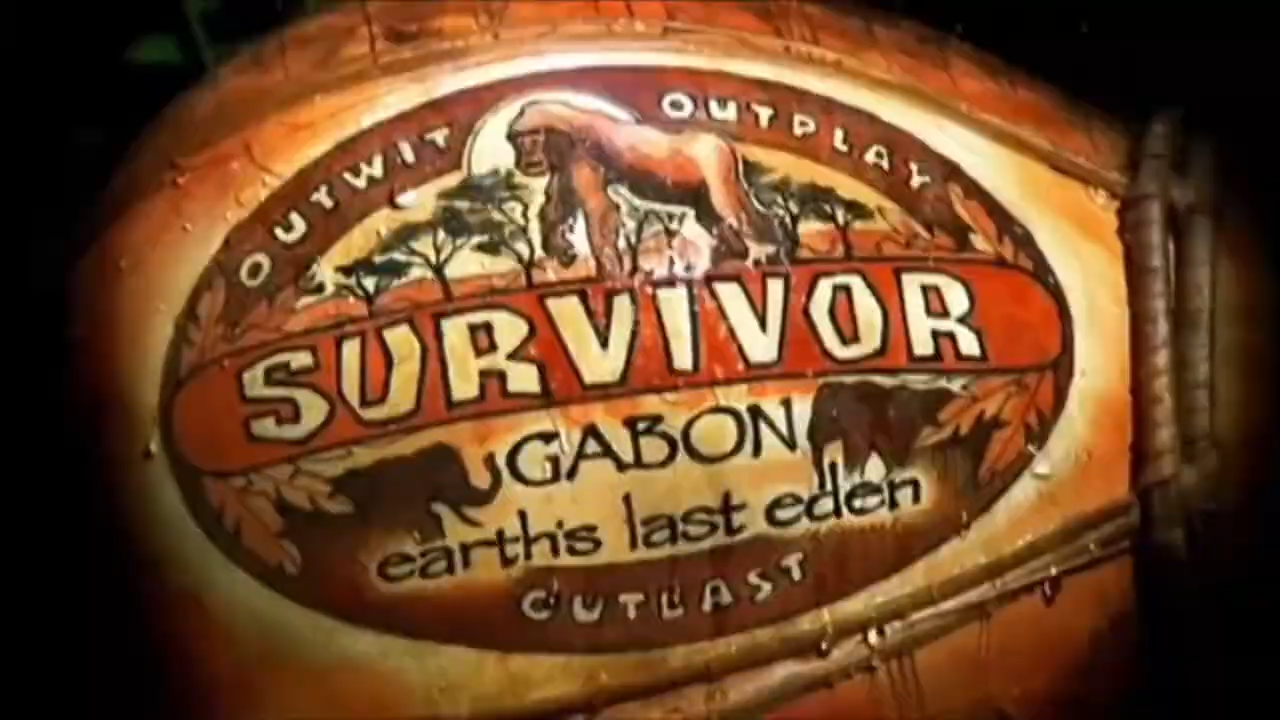 OUTWIT OUTPLAY
SURVIVOR
GABON
earth's last eden
OUTLAST